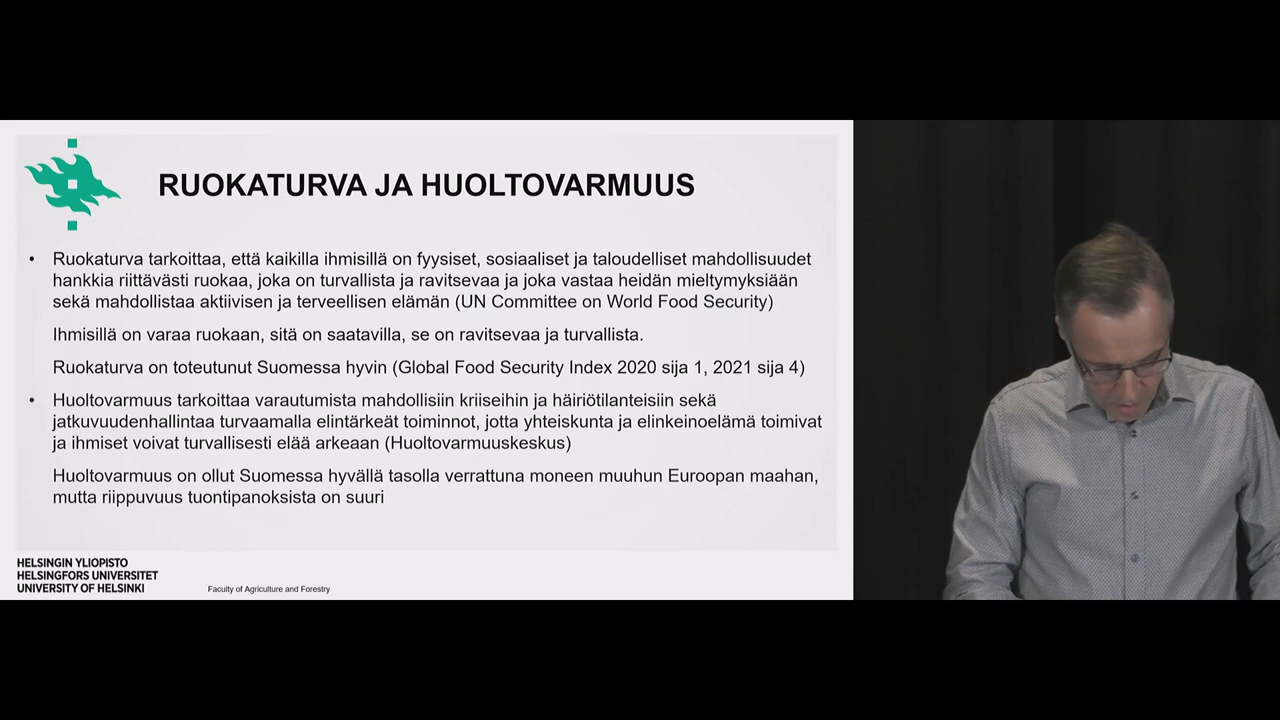 RUOKATURVA JA HUOLTOVARMUUS
• Ruokaturva tarkoittaa, että kaikilla ihmisillä on fyysiset, sosiaaliset ja taloudelliset mahdollisuudet
hankkia riittävästi ruokaa, joka on turvallista ja ravitsevaa ja joka vastaa heidän mieltymyksiään
sekä mahdollistaa aktiivisen ja terveellisen elämän (UN Committee on World Food Security)
Ihmisillä on varaa ruokaan, sitä on saatavilla, se on ravitsevaa ja turvallista.
Ruokaturva on toteutunut Suomessa hyvin (Global Food Security Index 2020 sija 1, 2021 sija 4)
• Huoltovarmuus tarkoittaa varautumista mahdollisiin kriiseihin ja häiriötilanteisiin sekä
jatkuvuudenhallintaa turvaamalla elintärkeät toiminnot, jotta yhteiskunta ja elinkeinoelämä toimivat
ja ihmiset voivat turvallisesti elää arkeaan (Huoltovarmuuskeskus)
Huoltovarmuus on ollut Suomessa hyvällä tasolla verrattuna moneen muuhun Euroopan maahan,
mutta riippuvuus tuontipanoksista on suuri
HELSINGIN YLIOPISTO
HELSINGFORS UNIVERSITET
UNIVERSITY OF HELSINKI
Faculty of Agriculture and Forestry